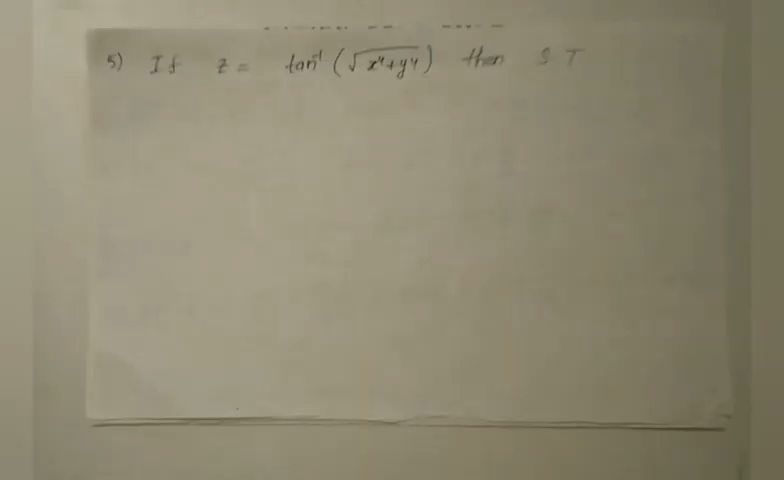 5) If z = tan⁻¹ (√x⁴+y⁴) then S T